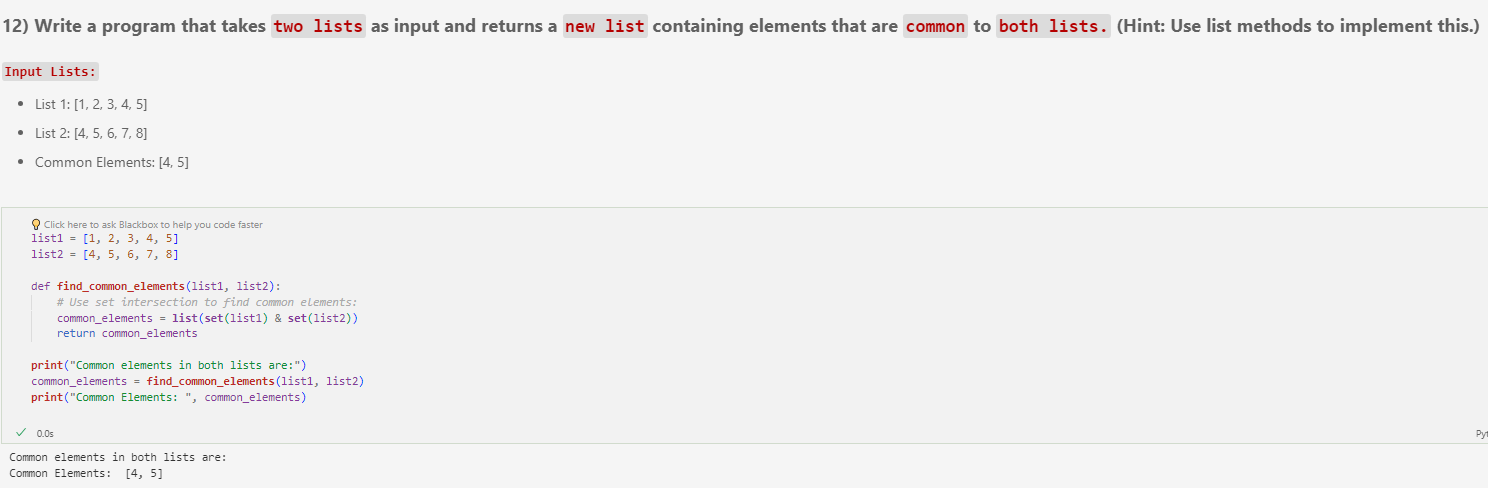 12) Write a program that takes two lists as input and returns a new list containing elements that are common to both lists. (Hint: Use list methods to implement this.)
Input Lists:
• List 1: [1, 2, 3, 4, 5]
• List 2: [4, 5, 6, 7, 8]
• Common Elements: [4, 5]
Click here to ask Blackbox to help you code faster
list1 = [1, 2, 3, 4, 5]
list2 = [4, 5, 6, 7, 8]
def find_common_elements(list1, list2):
    # Use set intersection to find common elements:
    common_elements = list(set(list1) & set(list2))
    return common_elements
print("Common elements in both lists are:")
common_elements = find_common_elements(list1, list2)
print("Common Elements: ", common_elements)
0.0s
Pyt
Common elements in both lists are:
Common Elements:  [4, 5]